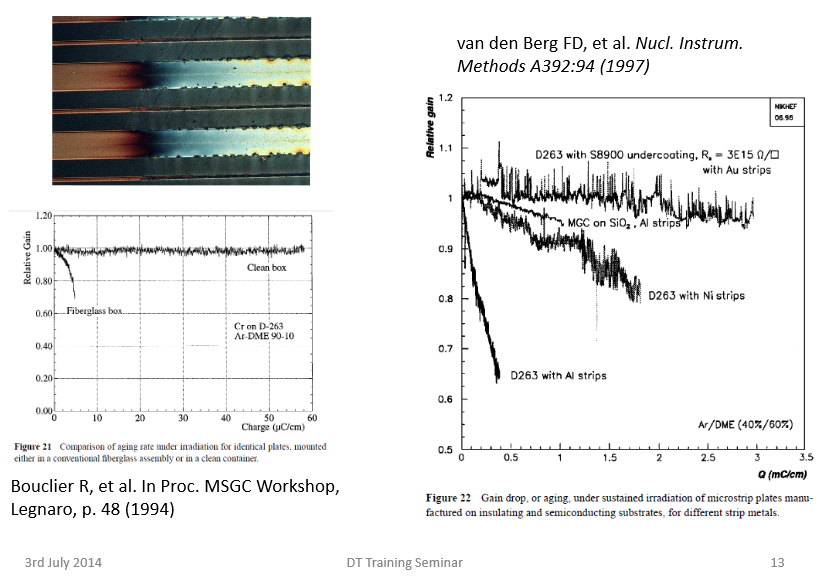 van den Berg FD, et al. Nucl. Instrum.
Methods A392:94 (1997)
1.20
1.00
0.80
0.60
0.40
0.20
0.00
Relative Gain
Clean box
Fiberglass box
Cr on D-263
Ar-DME 90-10
0 10 20 30 40 50 60
Charge (µC/cm)
Figure 21 Comparison of aging rate under irradiation for identical plates, mounted
either in a conventional fiberglass assembly or in a clean container.
Bouclier R, et al. In Proc. MSGC Workshop,
Legnaro, p. 48 (1994)
Relative gain
1.2
1.1
1
0.9
0.8
0.7
0.6
0.5
NIKHEF
06.96
D263 with S8900 undercoating, Rs = 3E15 Ω/□
with Au strips
MGC on SiO2, Al strips
D263 with Ni strips
D263 with Al strips
Ar/DME (40%/60%)
0 0.5 1 1.5 2 2.5 3 3.5
Q (mC/cm)
Figure 22 Gain drop, or aging, under sustained irradiation of microstrip plates manu-
factured on insulating and semiconducting substrates, for different strip metals.
3rd July 2014
DT Training Seminar
13